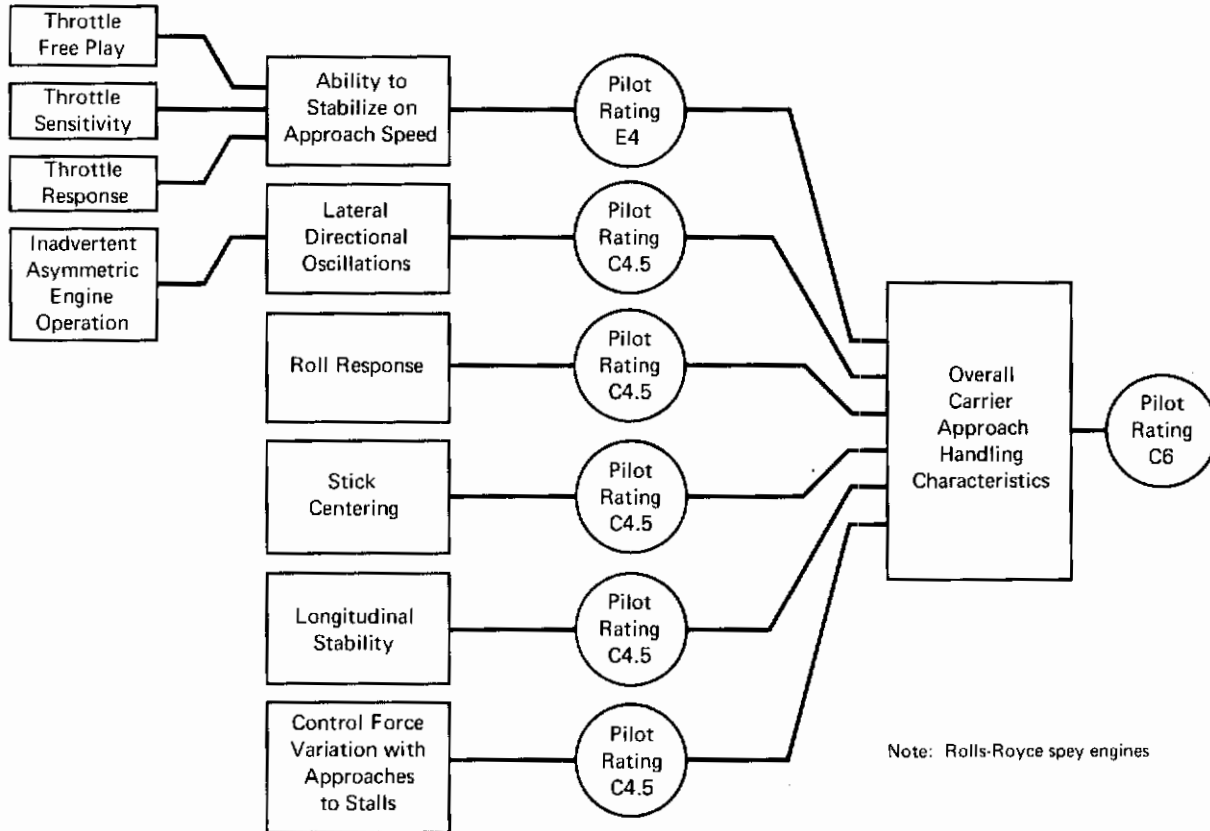 Throttle
Free Play
Throttle
Sensitivity
Throttle
Response
Inadvertent
Asymmetric
Engine
Operation
Ability to
Stabilize on
Approach Speed
Lateral
Directional
Oscillations
Roll Response
Stick
Centering
Longitudinal
Stability
Control Force
Variation with
Approaches
to Stalls
Pilot
Rating
E4
Pilot
Rating
C4.5
Pilot
Rating
C4.5
Pilot
Rating
C4.5
Pilot
Rating
C4.5
Pilot
Rating
C4.5
Overall
Carrier
Approach
Handling
Characteristics
Pilot
Rating
C6
Note: Rolls-Royce spey engines